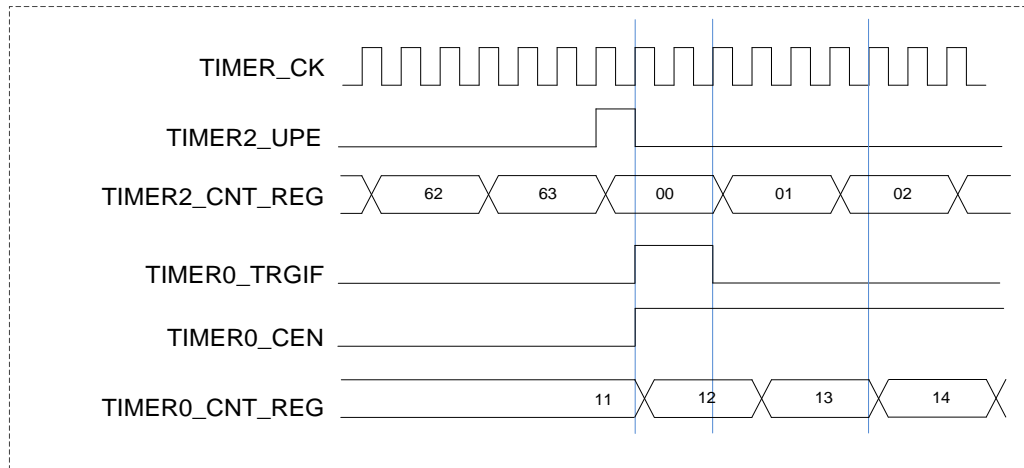 TIMER_CK
TIMER2_UPE
TIMER2_CNT_REG 62 63 00 01 02
TIMER0_TRGIF
TIMER0_CEN
TIMER0_CNT_REG 11 12 13 14